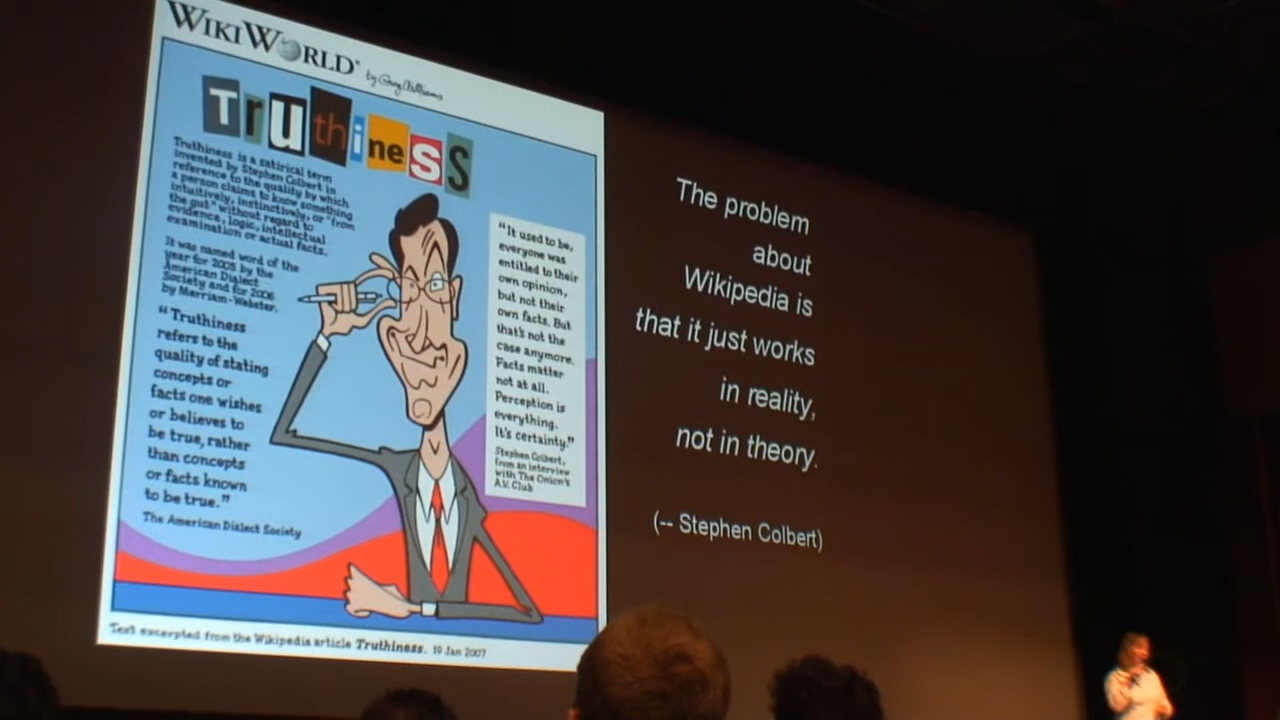 WIKIWORLD®
by Greg Williams
Truthiness
Truthiness is a satirical term
invented by Stephen Colbert in
reference to the quality by which
a person claims to know something
intuitively, instinctively, or "from
the gut" without regard to
evidence, logic, intellectual
examination or actual facts.
It was named word of the
year for 2005 by the
American Dialect
Society and for 2006
by Merriam-Webster.
"Truthiness
refers to the
quality of stating
concepts or
facts one wishes
or believes to
be true, rather
than concepts
or facts known
to be true."
The American Dialect Society
"It used to be,
everyone was
entitled to their
own opinion,
but not their
own facts. But
that's not the
case anymore.
Facts matter
not at all.
Perception is
everything.
It's certainty."
Stephen Colbert,
from an interview
with The Onion's
A.V. Club
Text excerpted from the Wikipedia article Truthiness. 19 Jan 2007
The problem
about
Wikipedia is
that it just works
in reality,
not in theory.
(-- Stephen Colbert)